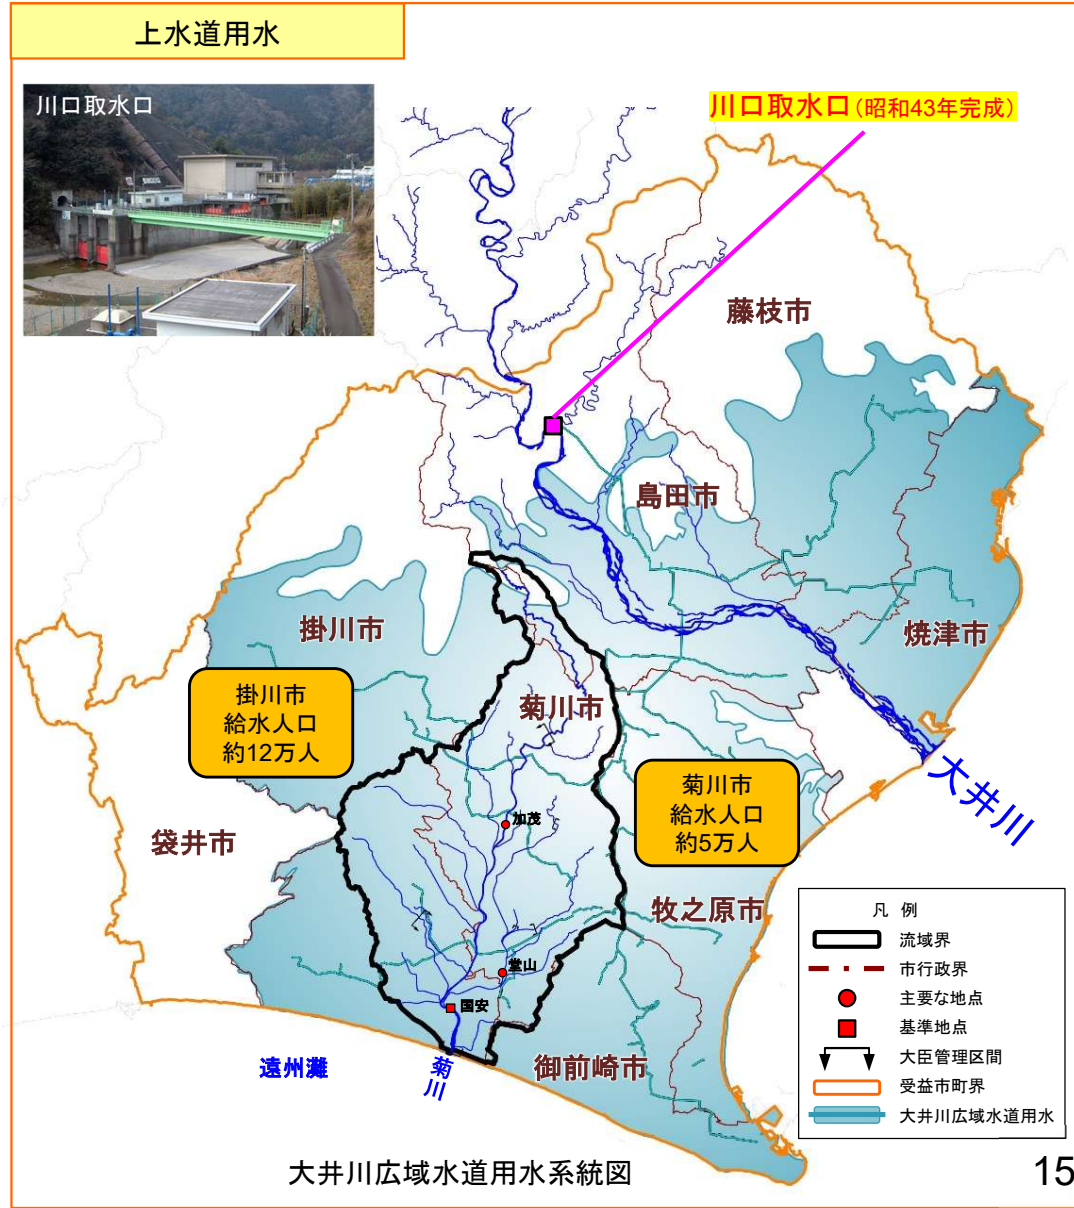 上水道用水
川口取水口
川口取水口(昭和43年完成)
藤枝市
島田市
掛川市
焼津市
掛川市
給水人口
約12万人
菊川市
菊川市
給水人口
約5万人
大井川
加茂
袋井市
牧之原市
堂山
国安
遠州灘
菊川
御前崎市
凡 例
流域界
市行政界
主要な地点
基準地点
大臣管理区間
受益市町界
大井川広域水道用水
大井川広域水道用水系統図
15